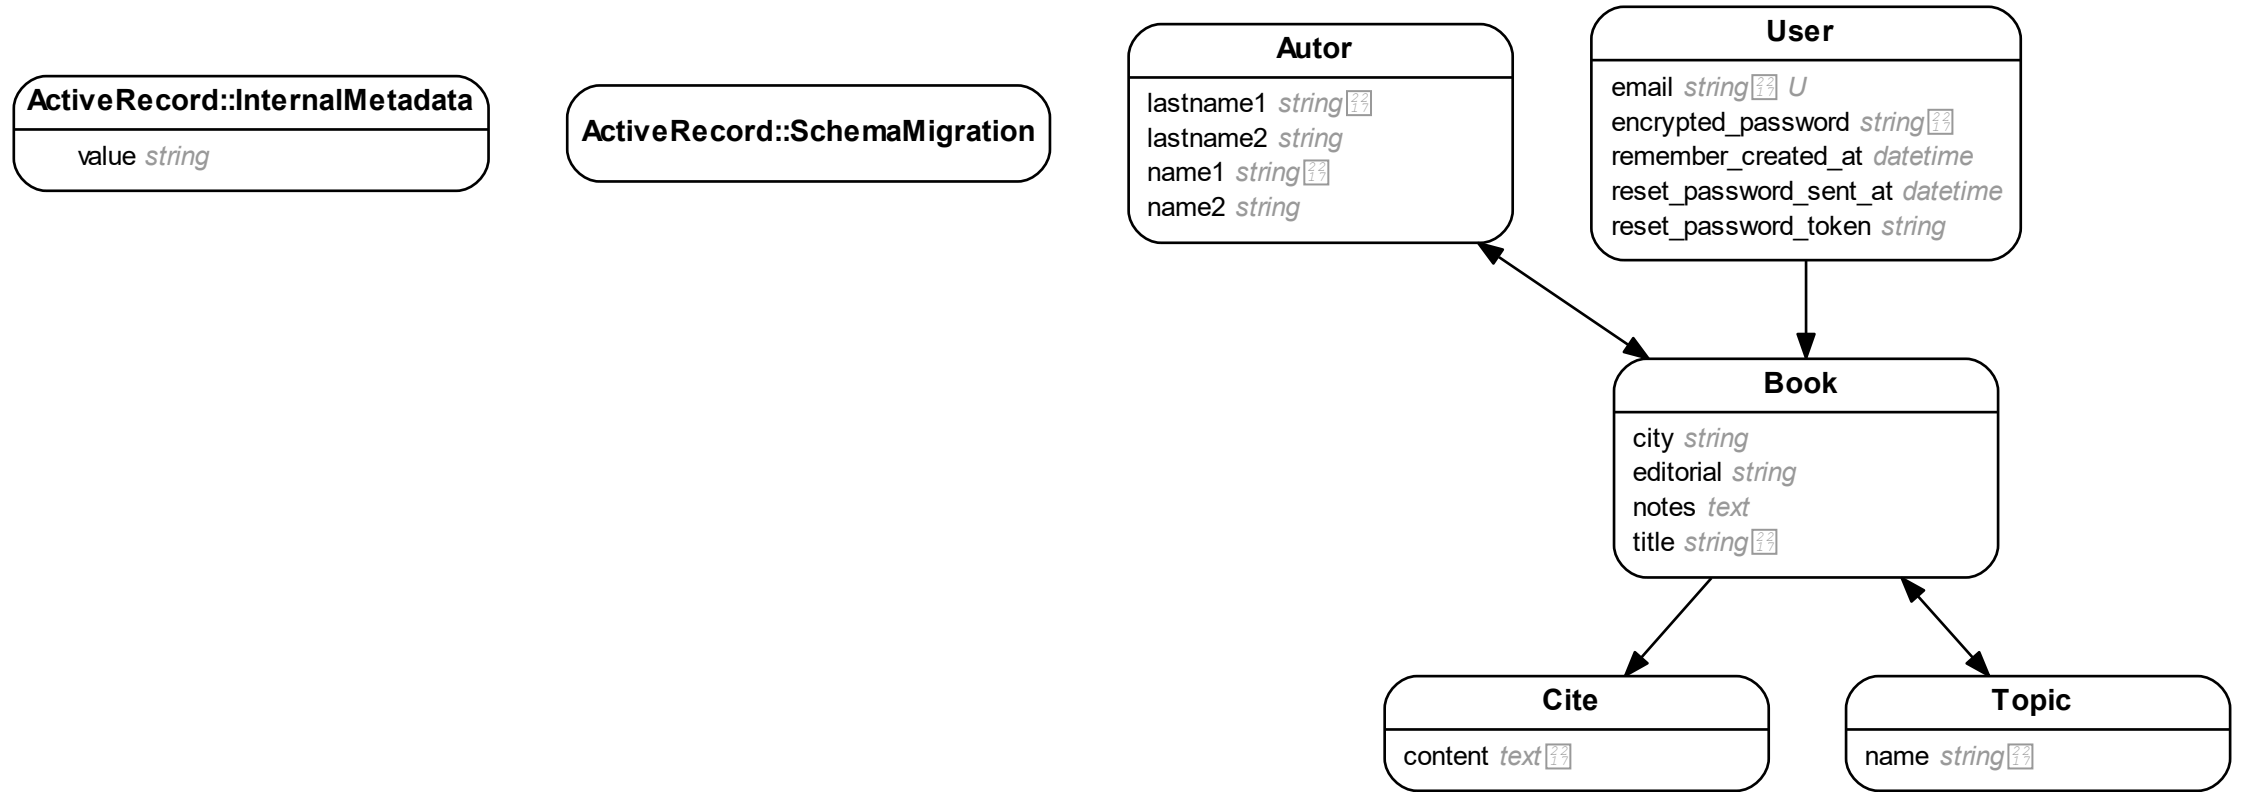 ActiveRecord::InternalMetadata
value string
ActiveRecord::SchemaMigration
Autor
lastname1 string ∗
lastname2 string
name1 string ∗
name2 string
User
email string ∗ U
encrypted_password string ∗
remember_created_at datetime
reset_password_sent_at datetime
reset_password_token string
Book
city string
editorial string
notes text
title string ∗
Cite
content text ∗
Topic
name string ∗